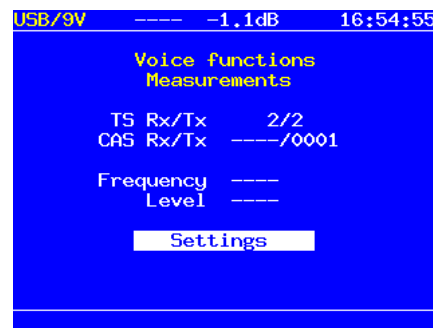 USB/9V ---- -1.1dB 16:54:55
Voice functions
Measurements
TS Rx/Tx 2/2
CAS Rx/Tx ----/0001
Frequency ----
Level ----
Settings